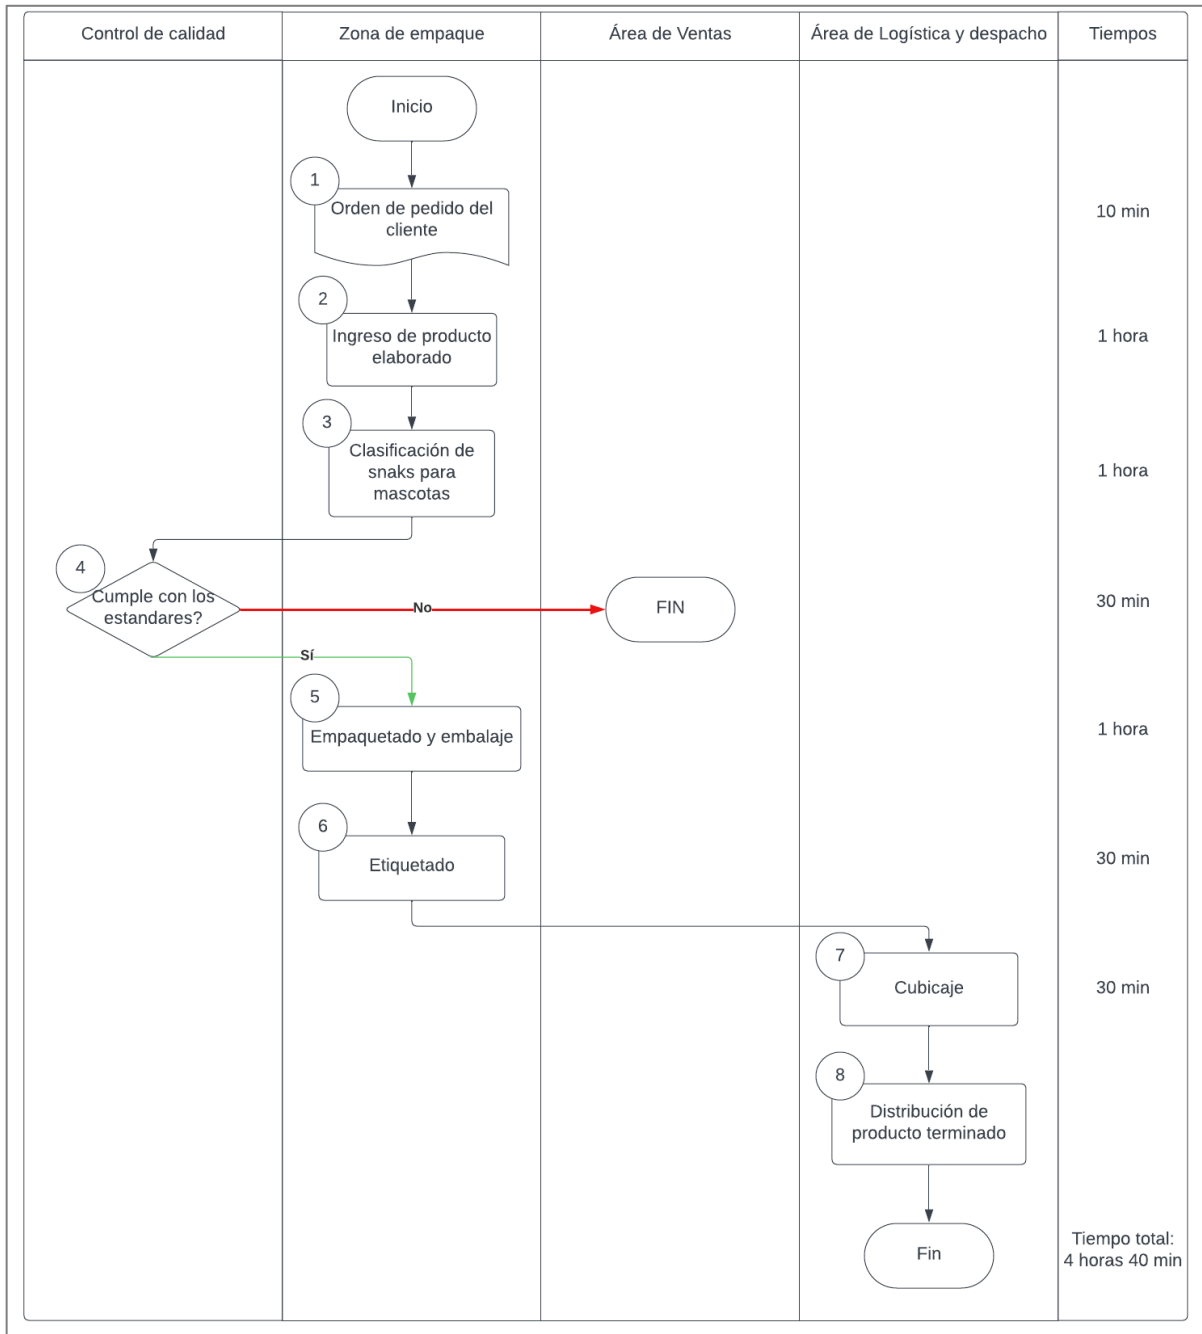 Control de calidad
Zona de empaque
Área de Ventas
Área de Logística y despacho
Tiempos
Inicio
1
Orden de pedido del
cliente
10 min
2
Ingreso de producto
elaborado
1 hora
3
Clasificación de
snaks para
mascotas
1 hora
4
Cumple con los
estandares?
No
FIN
30 min
Sí
5
Empaquetado y embalaje
1 hora
6
Etiquetado
30 min
7
Cubicaje
30 min
8
Distribución de
producto terminado
Fin
Tiempo total:
4 horas 40 min